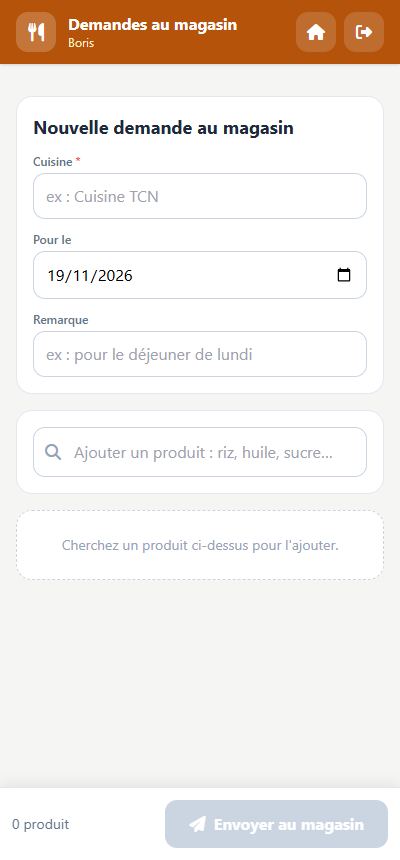 Demandes au magasin
Boris
Nouvelle demande au magasin
Cuisine *
ex : Cuisine TCN
Pour le
19/11/2026
Remarque
ex : pour le déjeuner de lundi
Ajouter un produit : riz, huile, sucre...
Cherchez un produit ci-dessus pour l'ajouter.
0 produit
Envoyer au magasin